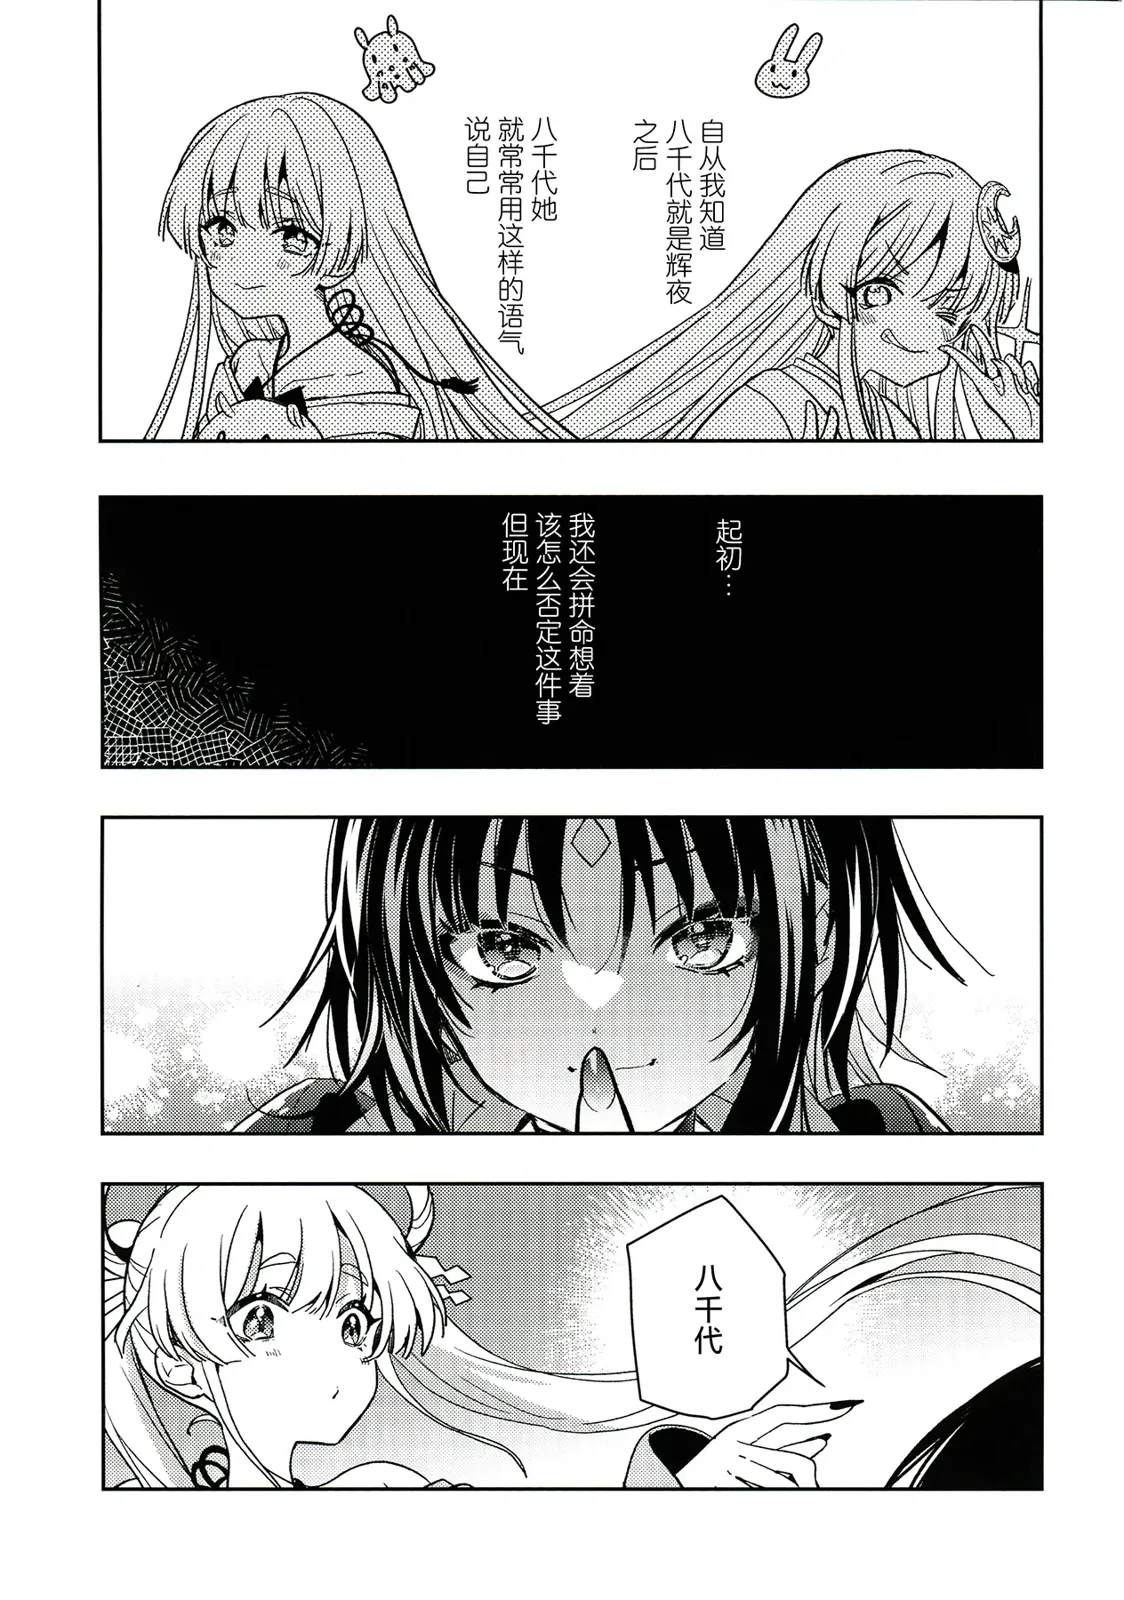 自从我知道
八千代就是辉夜
之后
八千代她
就常常用这样的语气
说自己
起初…
我还会拼命想着
该怎么否定这件事
但现在
八千代